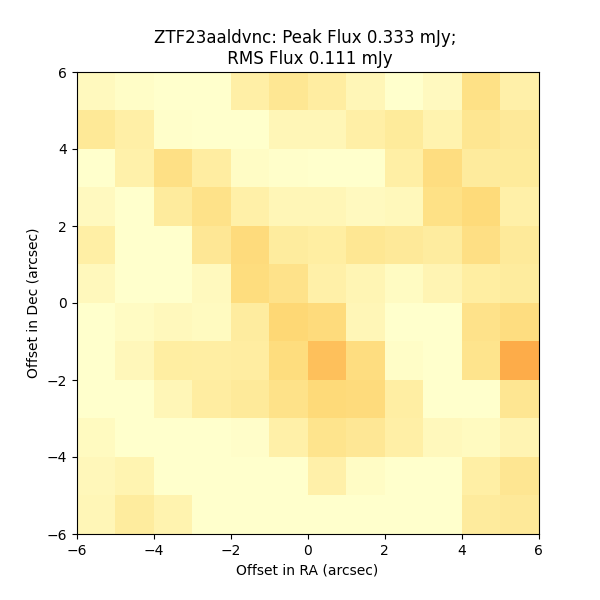 ZTF23aaldvnc: Peak Flux 0.333 mJy;
RMS Flux 0.111 mJy
6
4
2
0
−2
−4
−6
Offset in Dec (arcsec)
−6 −4 −2 0 2 4 6
Offset in RA (arcsec)